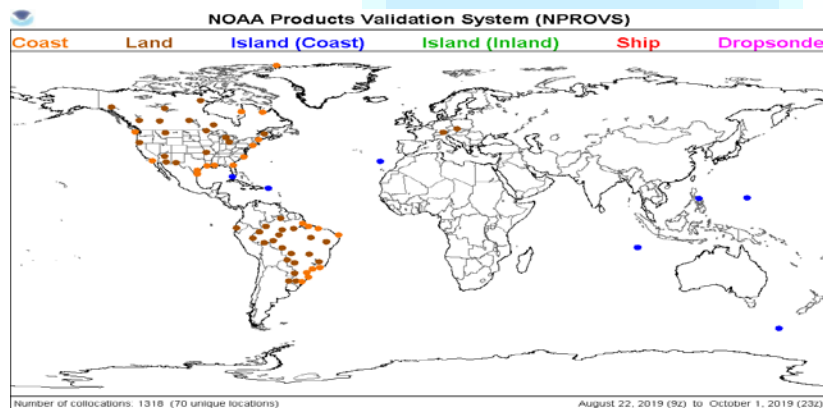 NOAA Products Validation System (NPROVS)
Coast Land Island (Coast) Island (Inland) Ship Dropsonde
Number of collocations: 1318 (70 unique locations) August 22, 2019 (9z) to October 1, 2019 (23z)